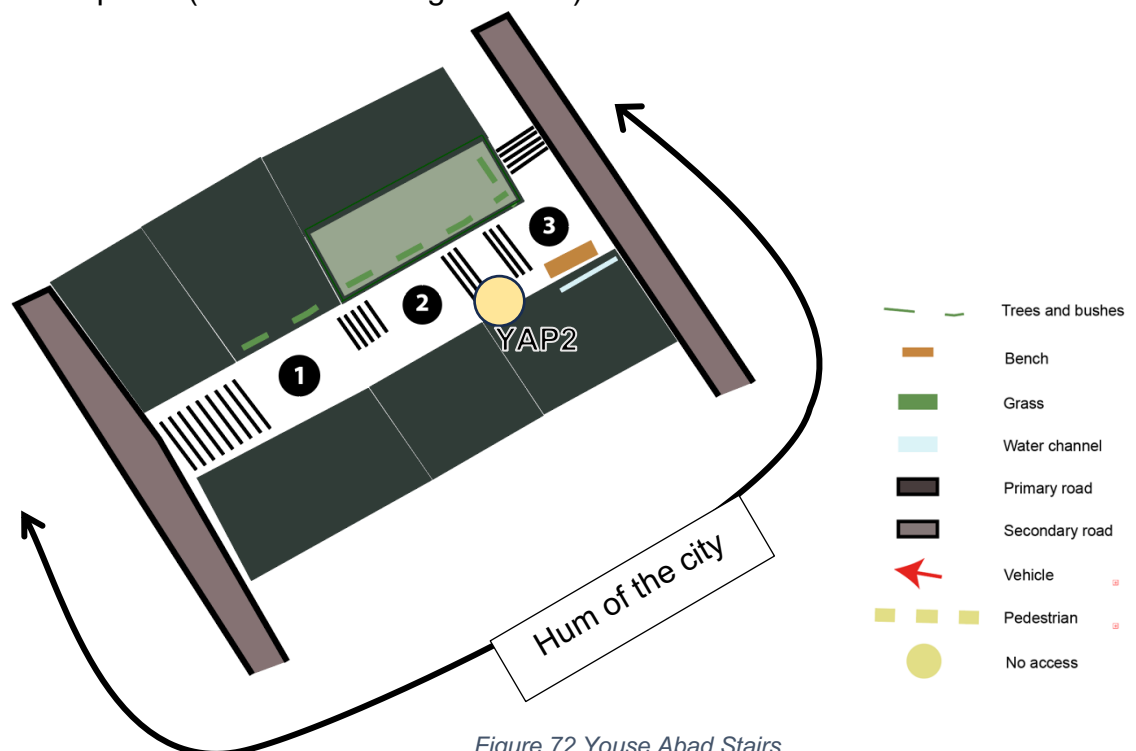 3
2
YAP2
1
Hum of the city
Trees and bushes
Bench
Grass
Water channel
Primary road
Secondary road
Vehicle
Pedestrian
No access
Figure 72 Youse Abad Stairs